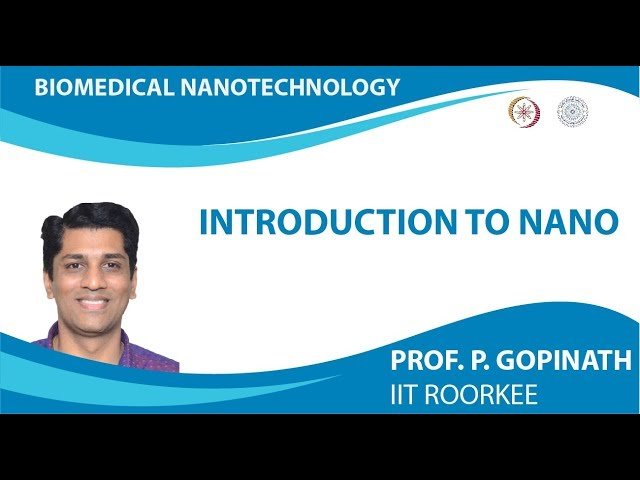 BIOMEDICAL NANOTECHNOLOGY
INTRODUCTION TO NANO
PROF. P. GOPINATH
IIT ROORKEE